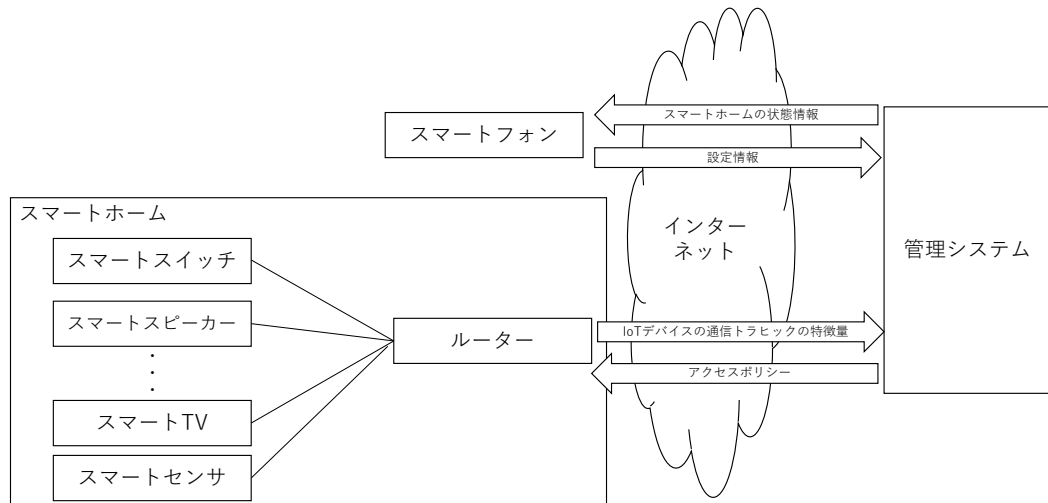 スマートフォン
スマートホームの状態情報
設定情報
スマートホーム
スマートスイッチ
スマートスピーカー
・
・
・
スマートTV
スマートセンサ
ルーター
インター
ネット
管理システム
IoTデバイスの通信トラヒックの特徴量
アクセスポリシー